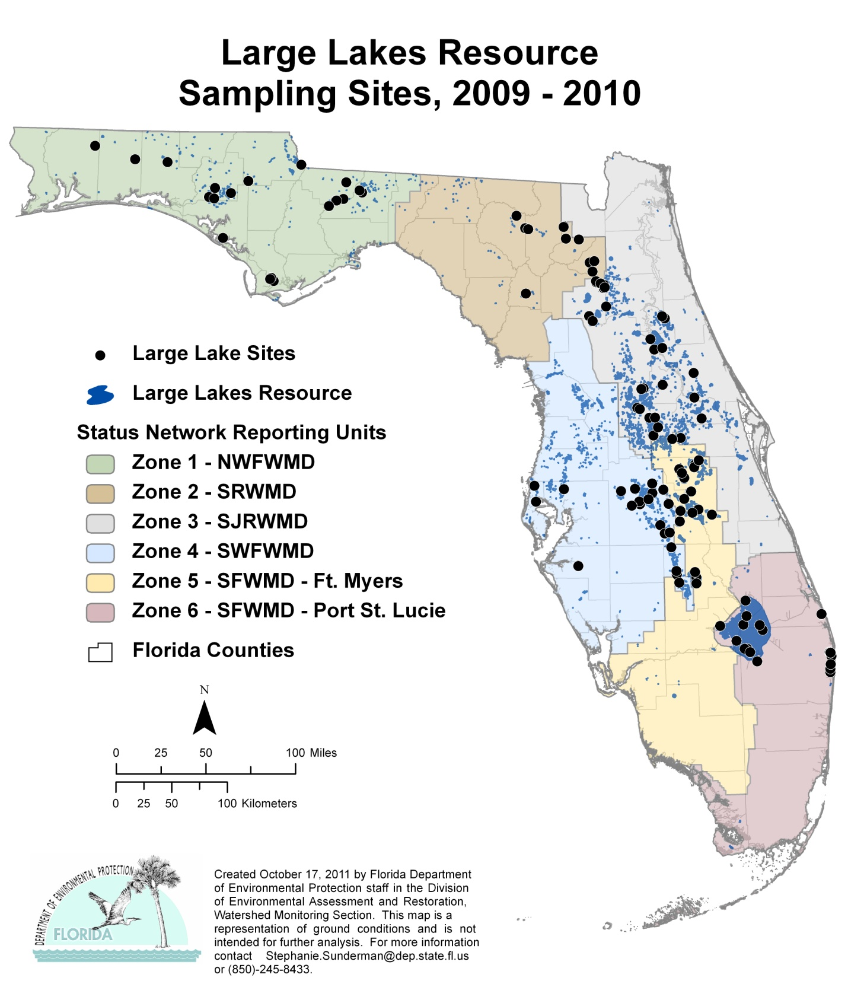 Large Lakes Resource
Sampling Sites, 2009 - 2010
Large Lake Sites
Large Lakes Resource
Status Network Reporting Units
Zone 1 - NWFWMD
Zone 2 - SRWMD
Zone 3 - SJRWMD
Zone 4 - SWFWMD
Zone 5 - SFWMD - Ft. Myers
Zone 6 - SFWMD - Port St. Lucie
Florida Counties
N
0 25 50 100 Miles
0 25 50 100 Kilometers
DEPARTMENT OF ENVIRONMENTAL PROTECTION
FLORIDA
Created October 17, 2011 by Florida Department
of Environmental Protection staff in the Division
of Environmental Assessment and Restoration,
Watershed Monitoring Section. This map is a
representation of ground conditions and is not
intended for further analysis. For more information
contact Stephanie.Sunderman@dep.state.fl.us
or (850)-245-8433.